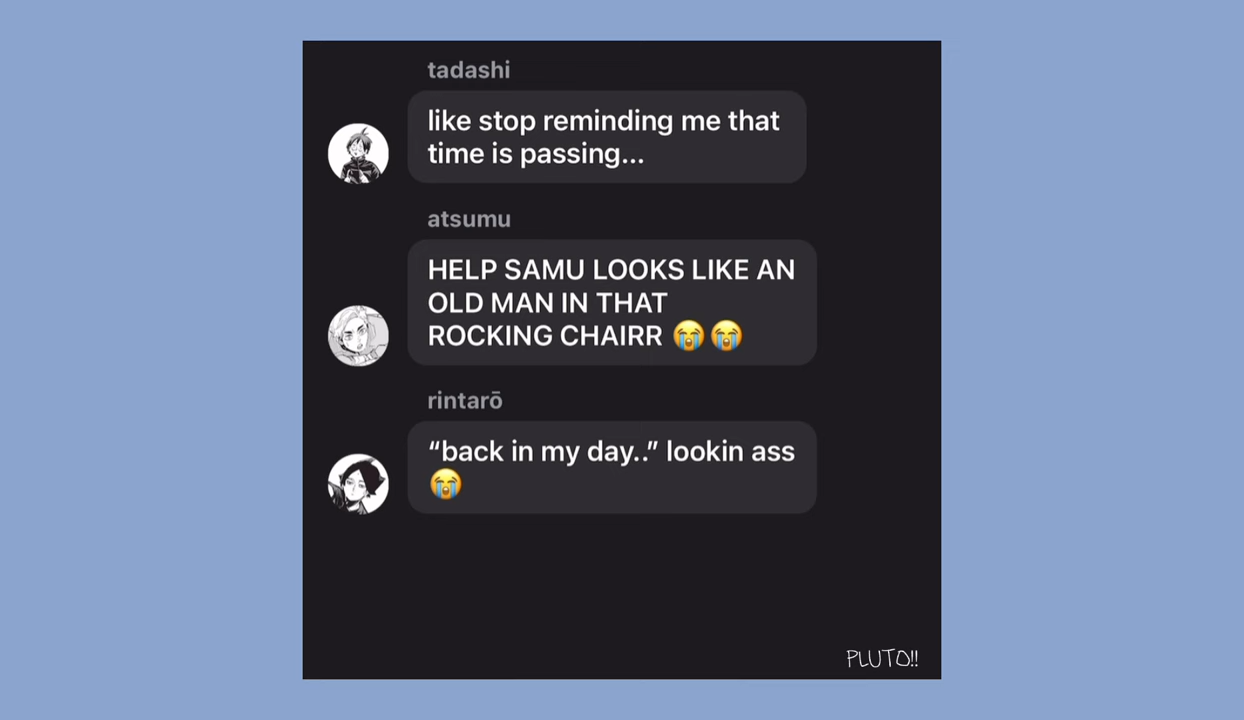 tadashi
like stop reminding me that
time is passing...
atsumu
HELP SAMU LOOKS LIKE AN
OLD MAN IN THAT
ROCKING CHAIRR 😭😭
rintarō
“back in my day..” lookin ass
😭
PLUTO!!